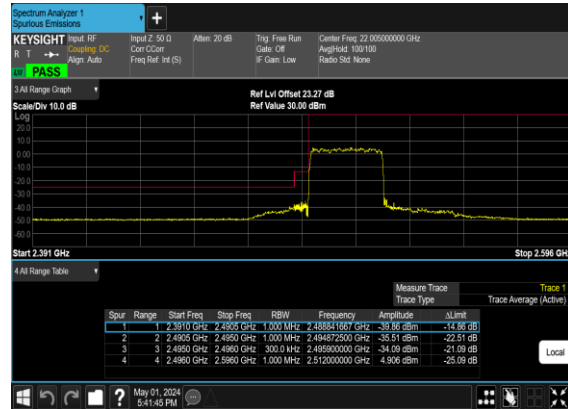 Spectrum Analyzer 1
Spurious Emissions
+
KEYSIGHT Input: RF Input Z: 50 Ω Atten: 20 dB Trig: Free Run Center Freq: 22.005000000 GHz
R T Coupling: DC Corr CCorr Gate: Off Avg|Hold: 100/100
Align: Auto Freq Ref: Int (S) IF Gain: Low Radio Std: None
LW PASS
3 All Range Graph
Ref Lvl Offset 23.27 dB
Scale/Div 10.0 dB Ref Value 30.00 dBm
Log
20.0
10.0
0.00
-10.0
-20.0
-30.0
-40.0
-50.0
-60.0
Start 2.391 GHz Stop 2.596 GHz
4 All Range Table
Measure Trace Trace 1
Trace Type Trace Average (Active)
Spur Range Start Freq Stop Freq RBW Frequency Amplitude ΔLimit
1 1 2.3910 GHz 2.4905 GHz 1.000 MHz 2.488841667 GHz -39.86 dBm -14.86 dB
2 2 2.4905 GHz 2.4950 GHz 1.000 MHz 2.494872500 GHz -35.51 dBm -22.51 dB
3 3 2.4950 GHz 2.4960 GHz 300.0 kHz 2.495900000 GHz -34.09 dBm -21.09 dB
4 4 2.4960 GHz 2.5960 GHz 1.000 MHz 2.512000000 GHz 4.906 dBm -25.09 dB
Local
? May 01, 2024
5:41:45 PM